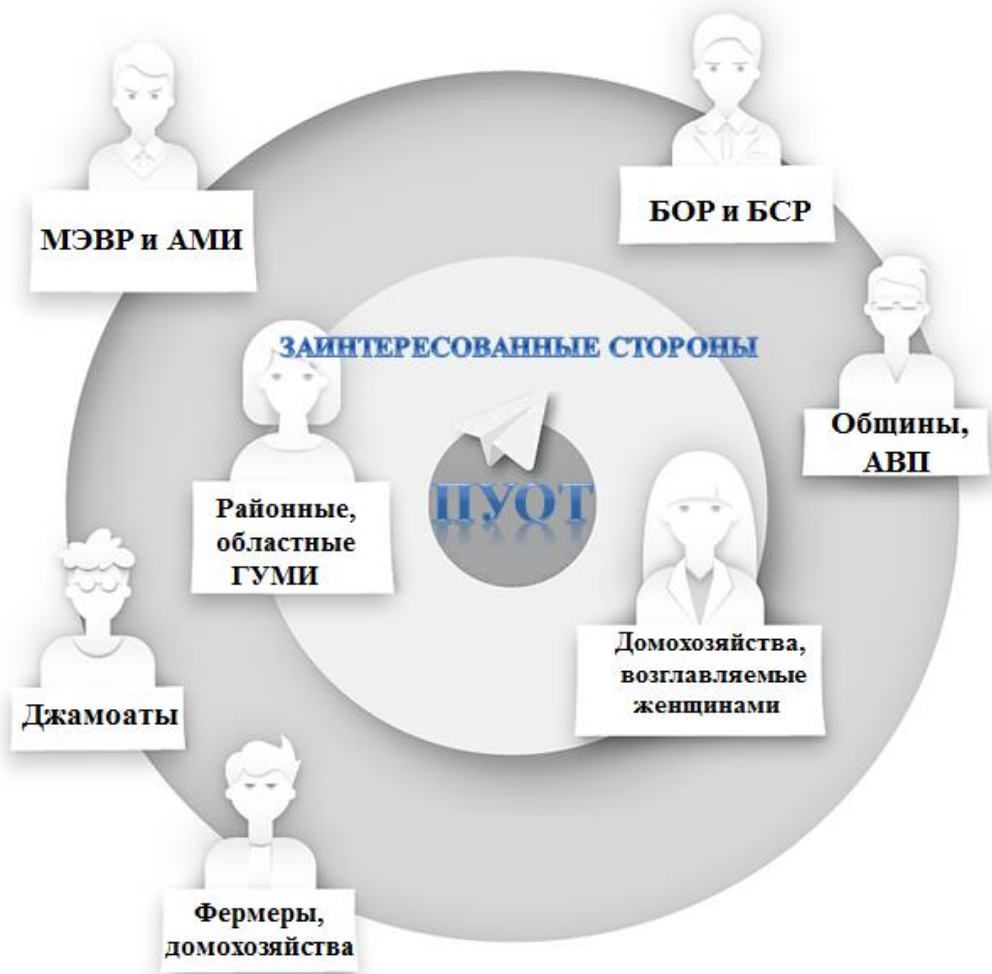 МЭВР и АМИ
БОР и БСР
ЗАИНТЕРЕСОВАННЫЕ СТОРОНЫ
Общины,
АВП
ПУОТ
Районные,
областные
ГУМИ
Домохозяйства,
возглавляемые
женщинами
Джамоаты
Фермеры,
домохозяйства